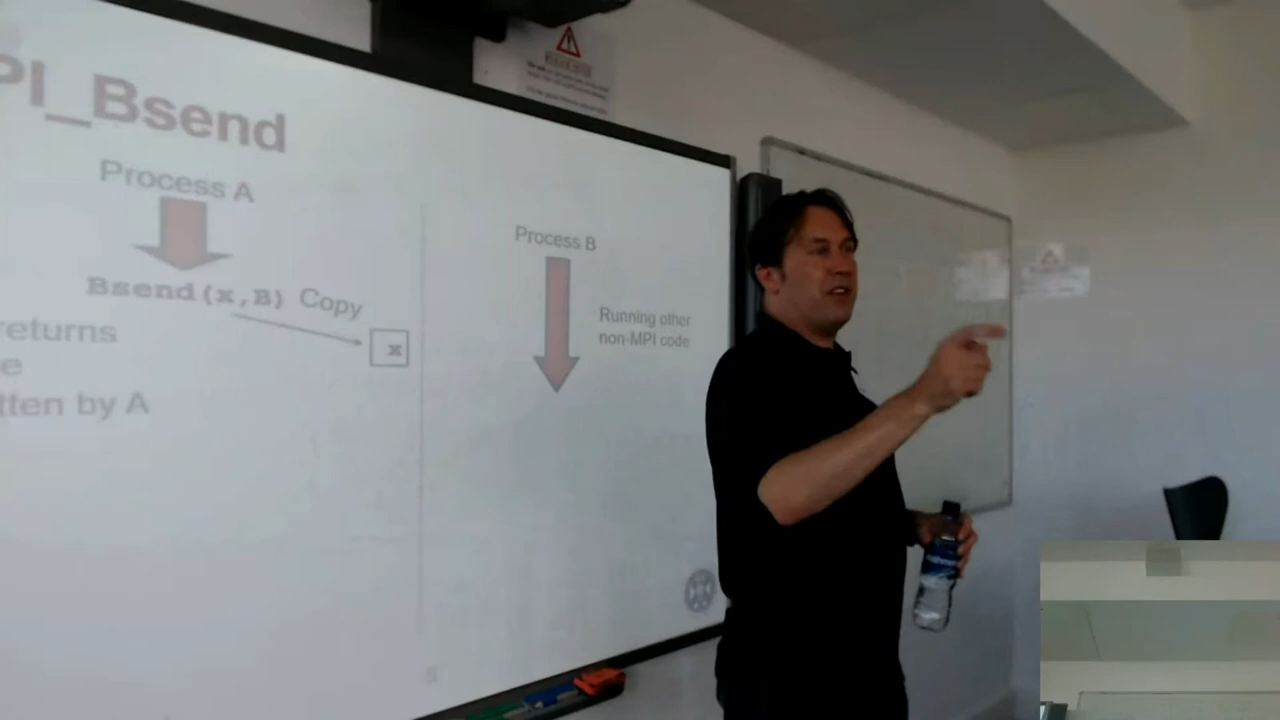 PI_Bsend
Process A
Bsend(x,B) Copy
x
returns
e
tten by A
Process B
Running other
non-MPI code